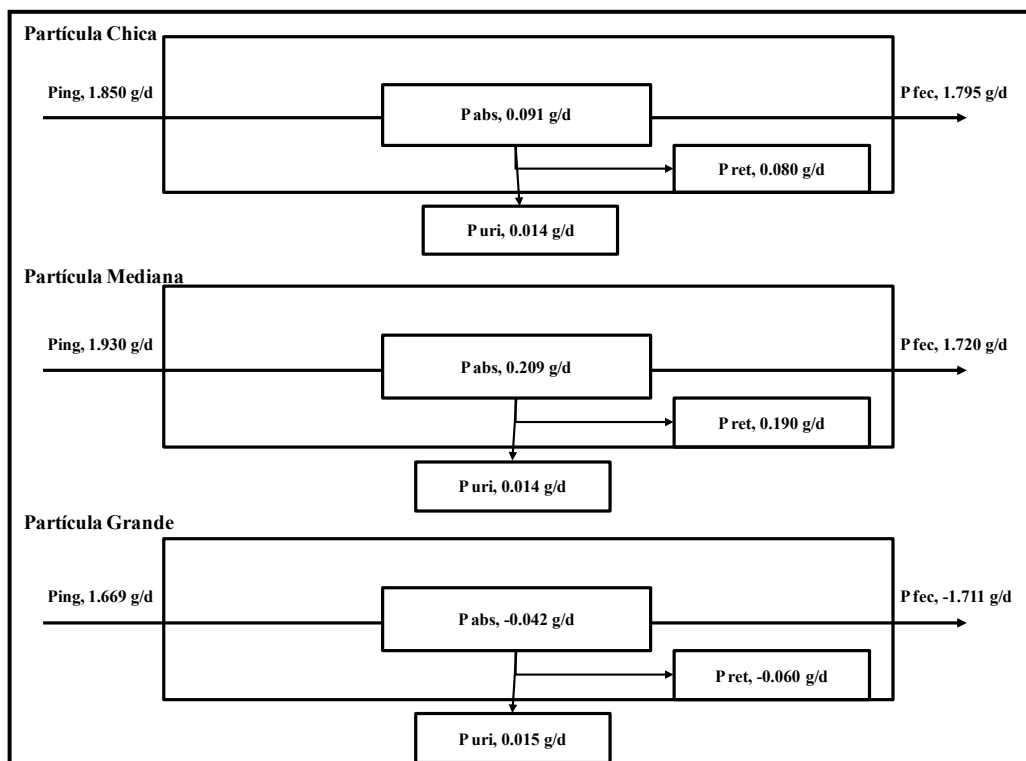 Partícula Chica
Ping, 1.850 g/d
P abs, 0.091 g/d
P fec, 1.795 g/d
P ret, 0.080 g/d
P uri, 0.014 g/d
Partícula Mediana
Ping, 1.930 g/d
P abs, 0.209 g/d
P fec, 1.720 g/d
P ret, 0.190 g/d
P uri, 0.014 g/d
Partícula Grande
Ping, 1.669 g/d
P abs, -0.042 g/d
P fec, -1.711 g/d
P ret, -0.060 g/d
P uri, 0.015 g/d